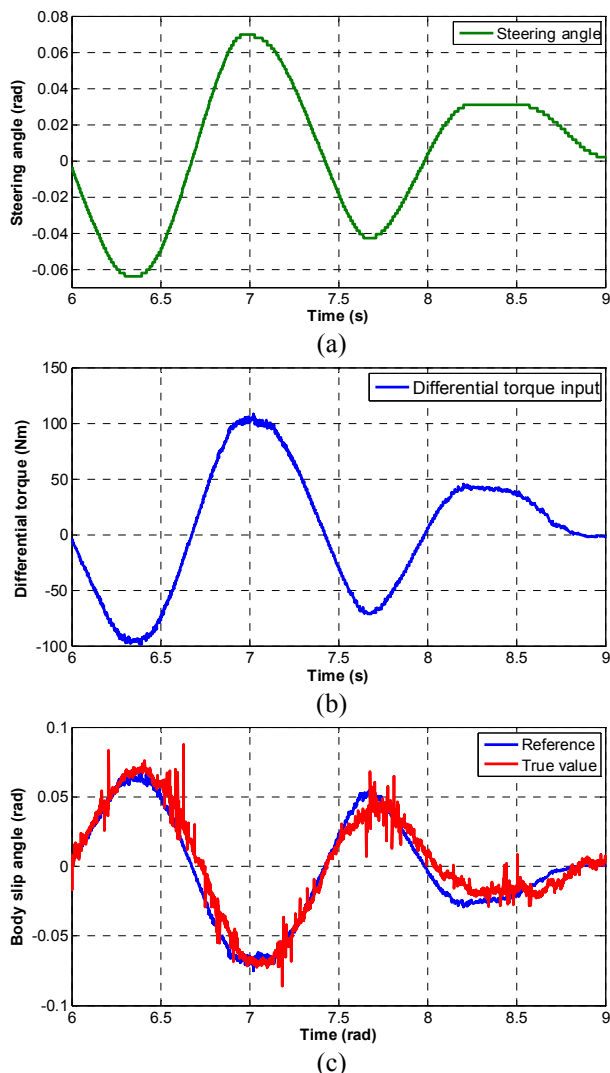 0.08
0.06
0.04
0.02
0
-0.02
-0.04
-0.06
Steering angle (rad)
Steering angle
6 6.5 7 7.5 8 8.5 9
Time (s)
(a)
150
100
50
0
-50
-100
Differential torque (Nm)
Differential torque input
6 6.5 7 7.5 8 8.5 9
Time (s)
(b)
0.1
0.05
0
-0.05
-0.1
Body slip angle (rad)
Reference
True value
6 6.5 7 7.5 8 8.5 9
Time (rad)
(c)